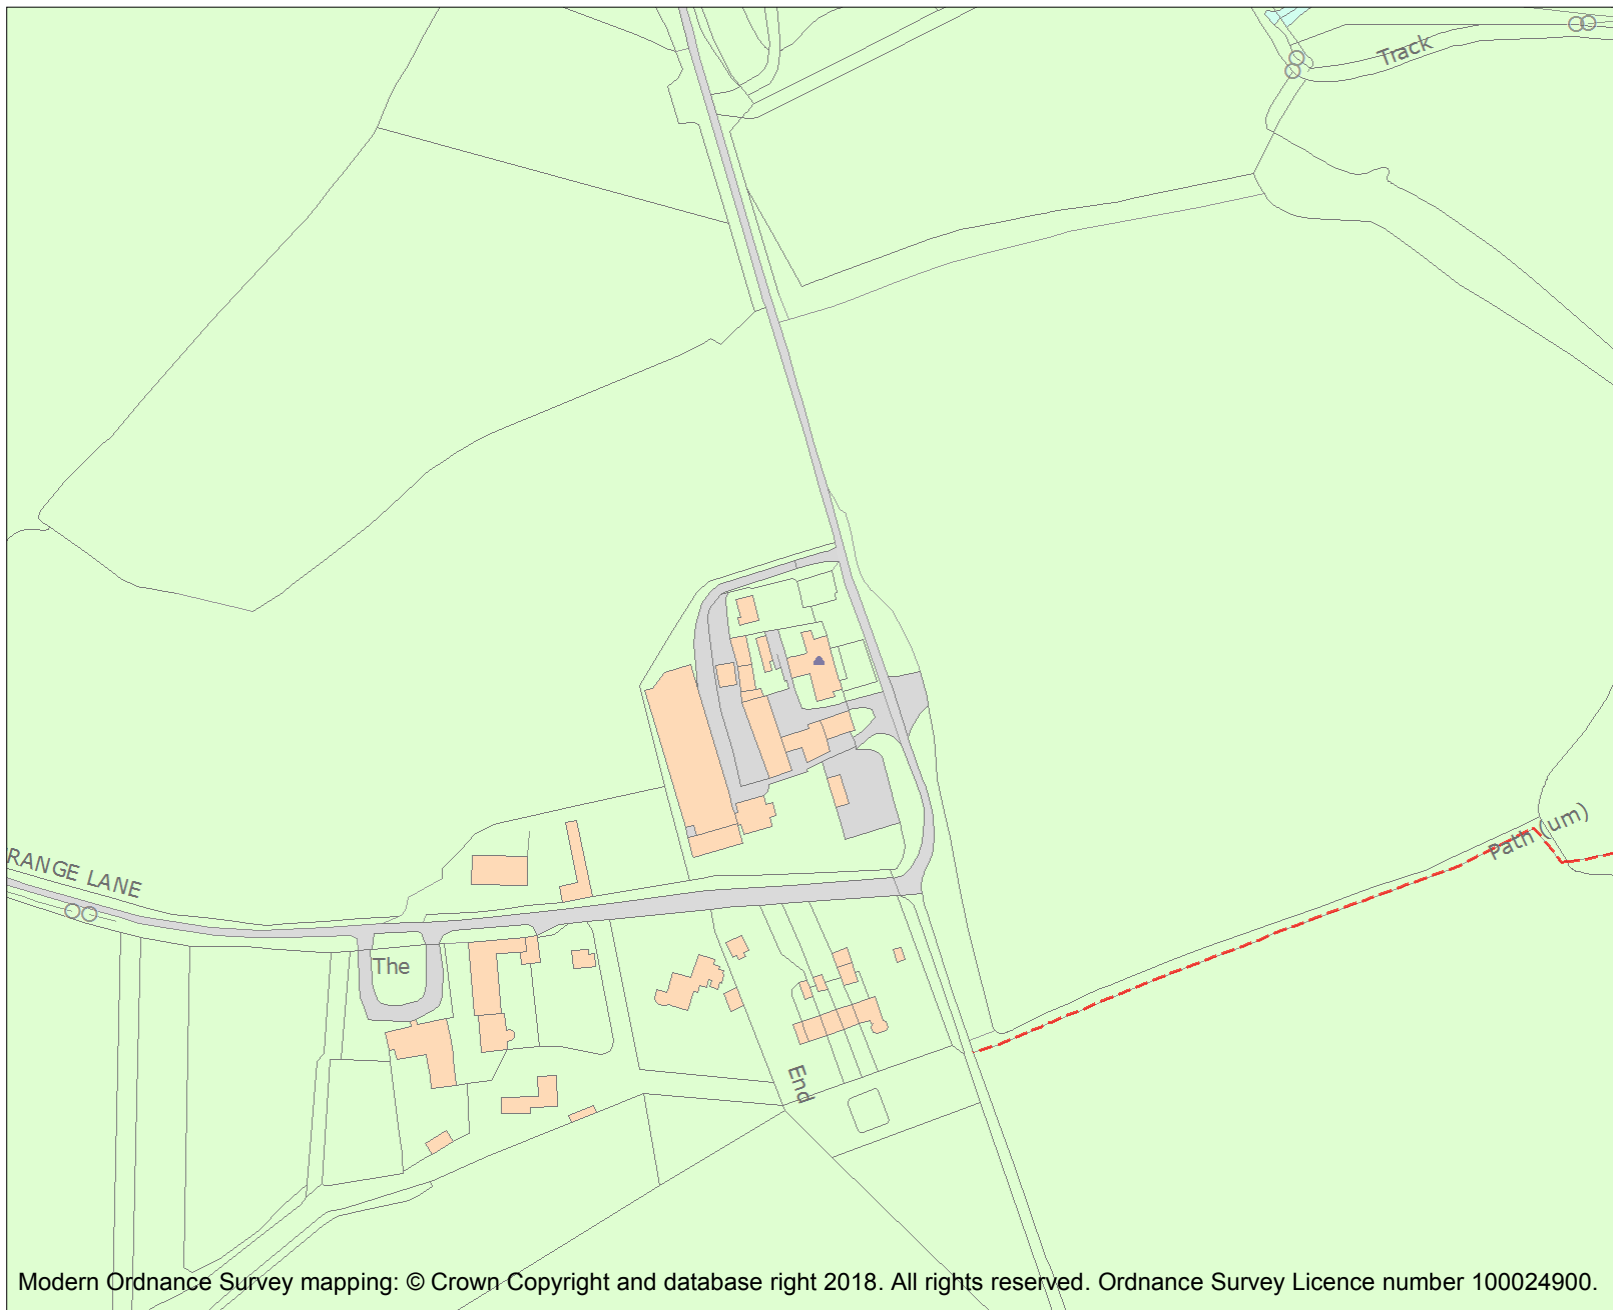 Track
Path (um)
RANGE LANE
The
End
Modern Ordnance Survey mapping: © Crown Copyright and database right 2018. All rights reserved. Ordnance Survey Licence number 100024900.